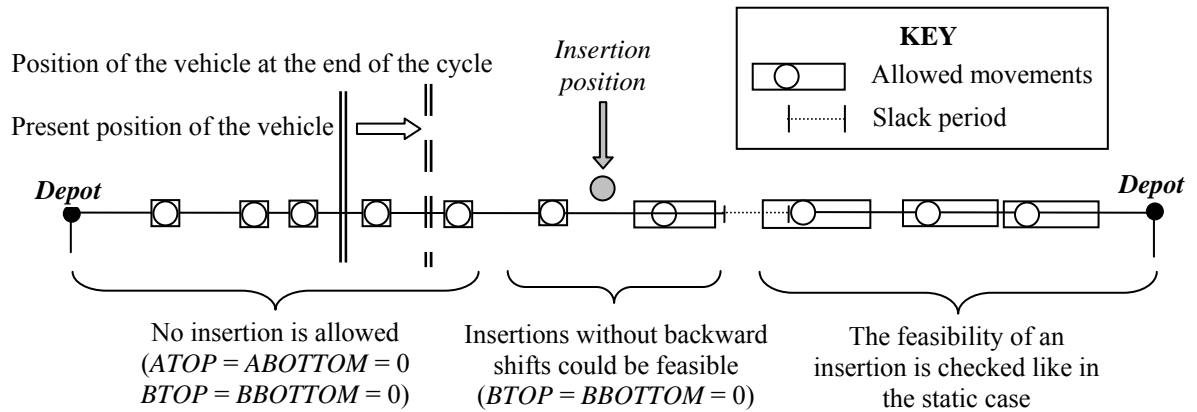 Position of the vehicle at the end of the cycle
Present position of the vehicle
Insertion
position
KEY
Allowed movements
Slack period
Depot
Depot
No insertion is allowed
(ATOP = ABOTTOM = 0
BTOP = BBOTTOM = 0)
Insertions without backward
shifts could be feasible
(BTOP = BBOTTOM = 0)
The feasibility of an
insertion is checked like in
the static case